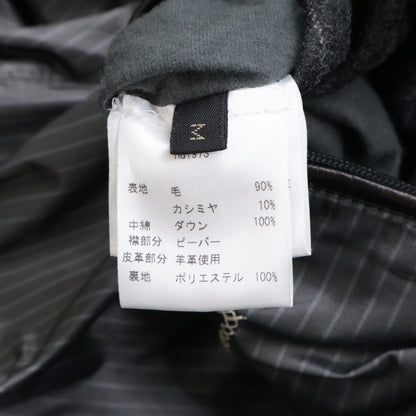 M
表地 毛 90%
カシミヤ 10%
中綿 ダウン 100%
襟部分 ビーバー
皮革部分 羊革使用
裏地 ポリエステル 100%